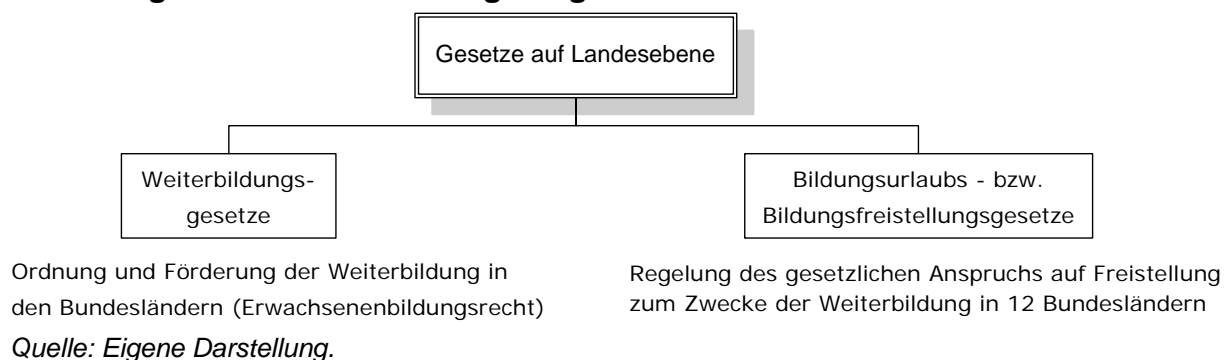 Gesetze auf Landesebene
Weiterbildungs-
gesetze
Bildungsurlaubs - bzw.
Bildungsfreistellungsgesetze
Ordnung und Förderung der Weiterbildung in
den Bundesländern (Erwachsenenbildungsrecht)
Regelung des gesetzlichen Anspruchs auf Freistellung
zum Zwecke der Weiterbildung in 12 Bundesländern
Quelle: Eigene Darstellung.